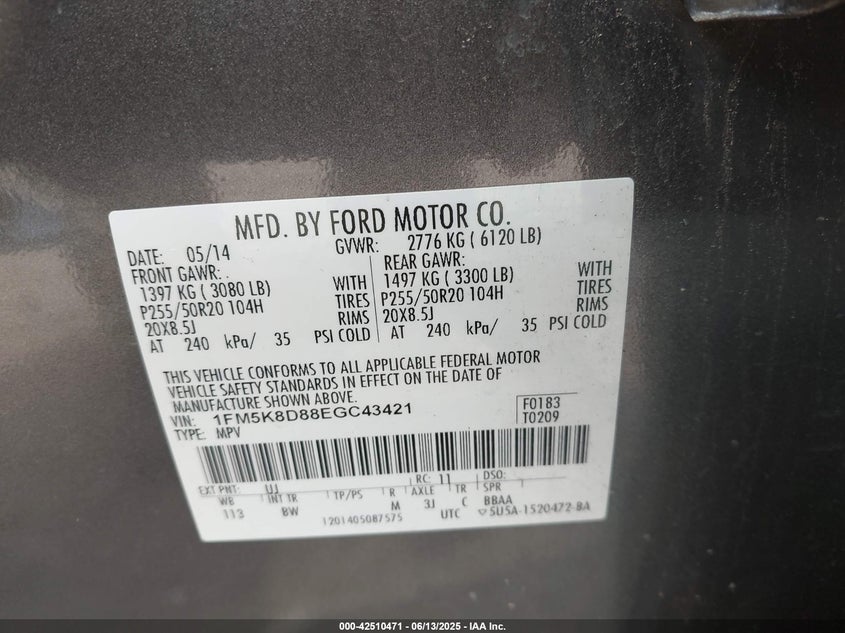 MFD. BY FORD MOTOR CO.
DATE: 05/14 GVWR: 2776 KG ( 6120 LB)
FRONT GAWR: REAR GAWR:
1397 KG ( 3080 LB) WITH 1497 KG ( 3300 LB) WITH
P255/50R20 104H TIRES P255/50R20 104H TIRES
20X8.5J RIMS 20X8.5J RIMS
AT 240 kPa/ 35 PSI COLD AT 240 kPa/ 35 PSI COLD
THIS VEHICLE CONFORMS TO ALL APPLICABLE FEDERAL MOTOR
VEHICLE SAFETY STANDARDS IN EFFECT ON THE DATE OF
MANUFACTURE SHOWN ABOVE.
VIN: 1FM5K8D88EGC43421 F0183
TYPE: MPV T0209
EXT PNT: UJ RC: 11 DSO:
WB INT TR TP/PS R AXLE TR SPR
113 BW M 3J C BBAA
1201405087575 UTC ▽5U5A-1520472-BA
000-42510471 - 06/13/2025 - IAA Inc.